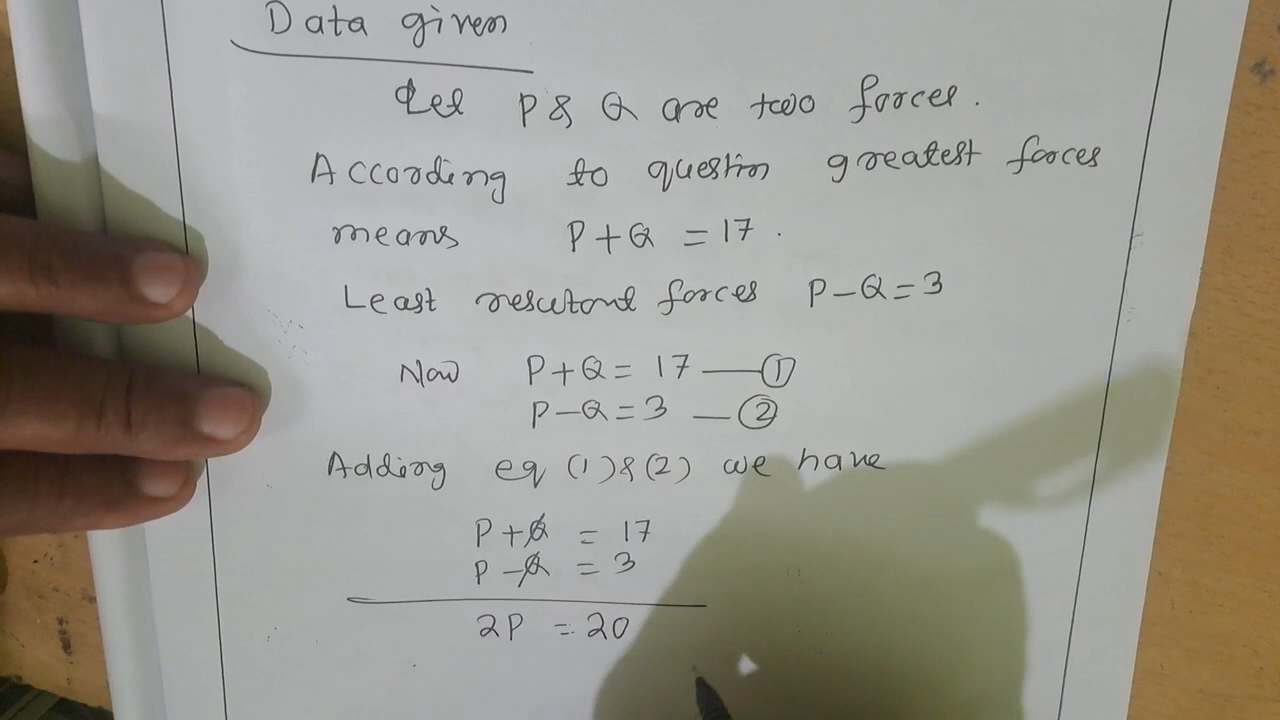 Data given
Let P & Q are two forces.
According to question greatest forces
means P + Q = 17.
Least resultant forces P - Q = 3
Now P + Q = 17 — ①
P - Q = 3 — ②
Adding eq (1) & (2) we have
P + Q = 17
P - Q = 3
2P = 20